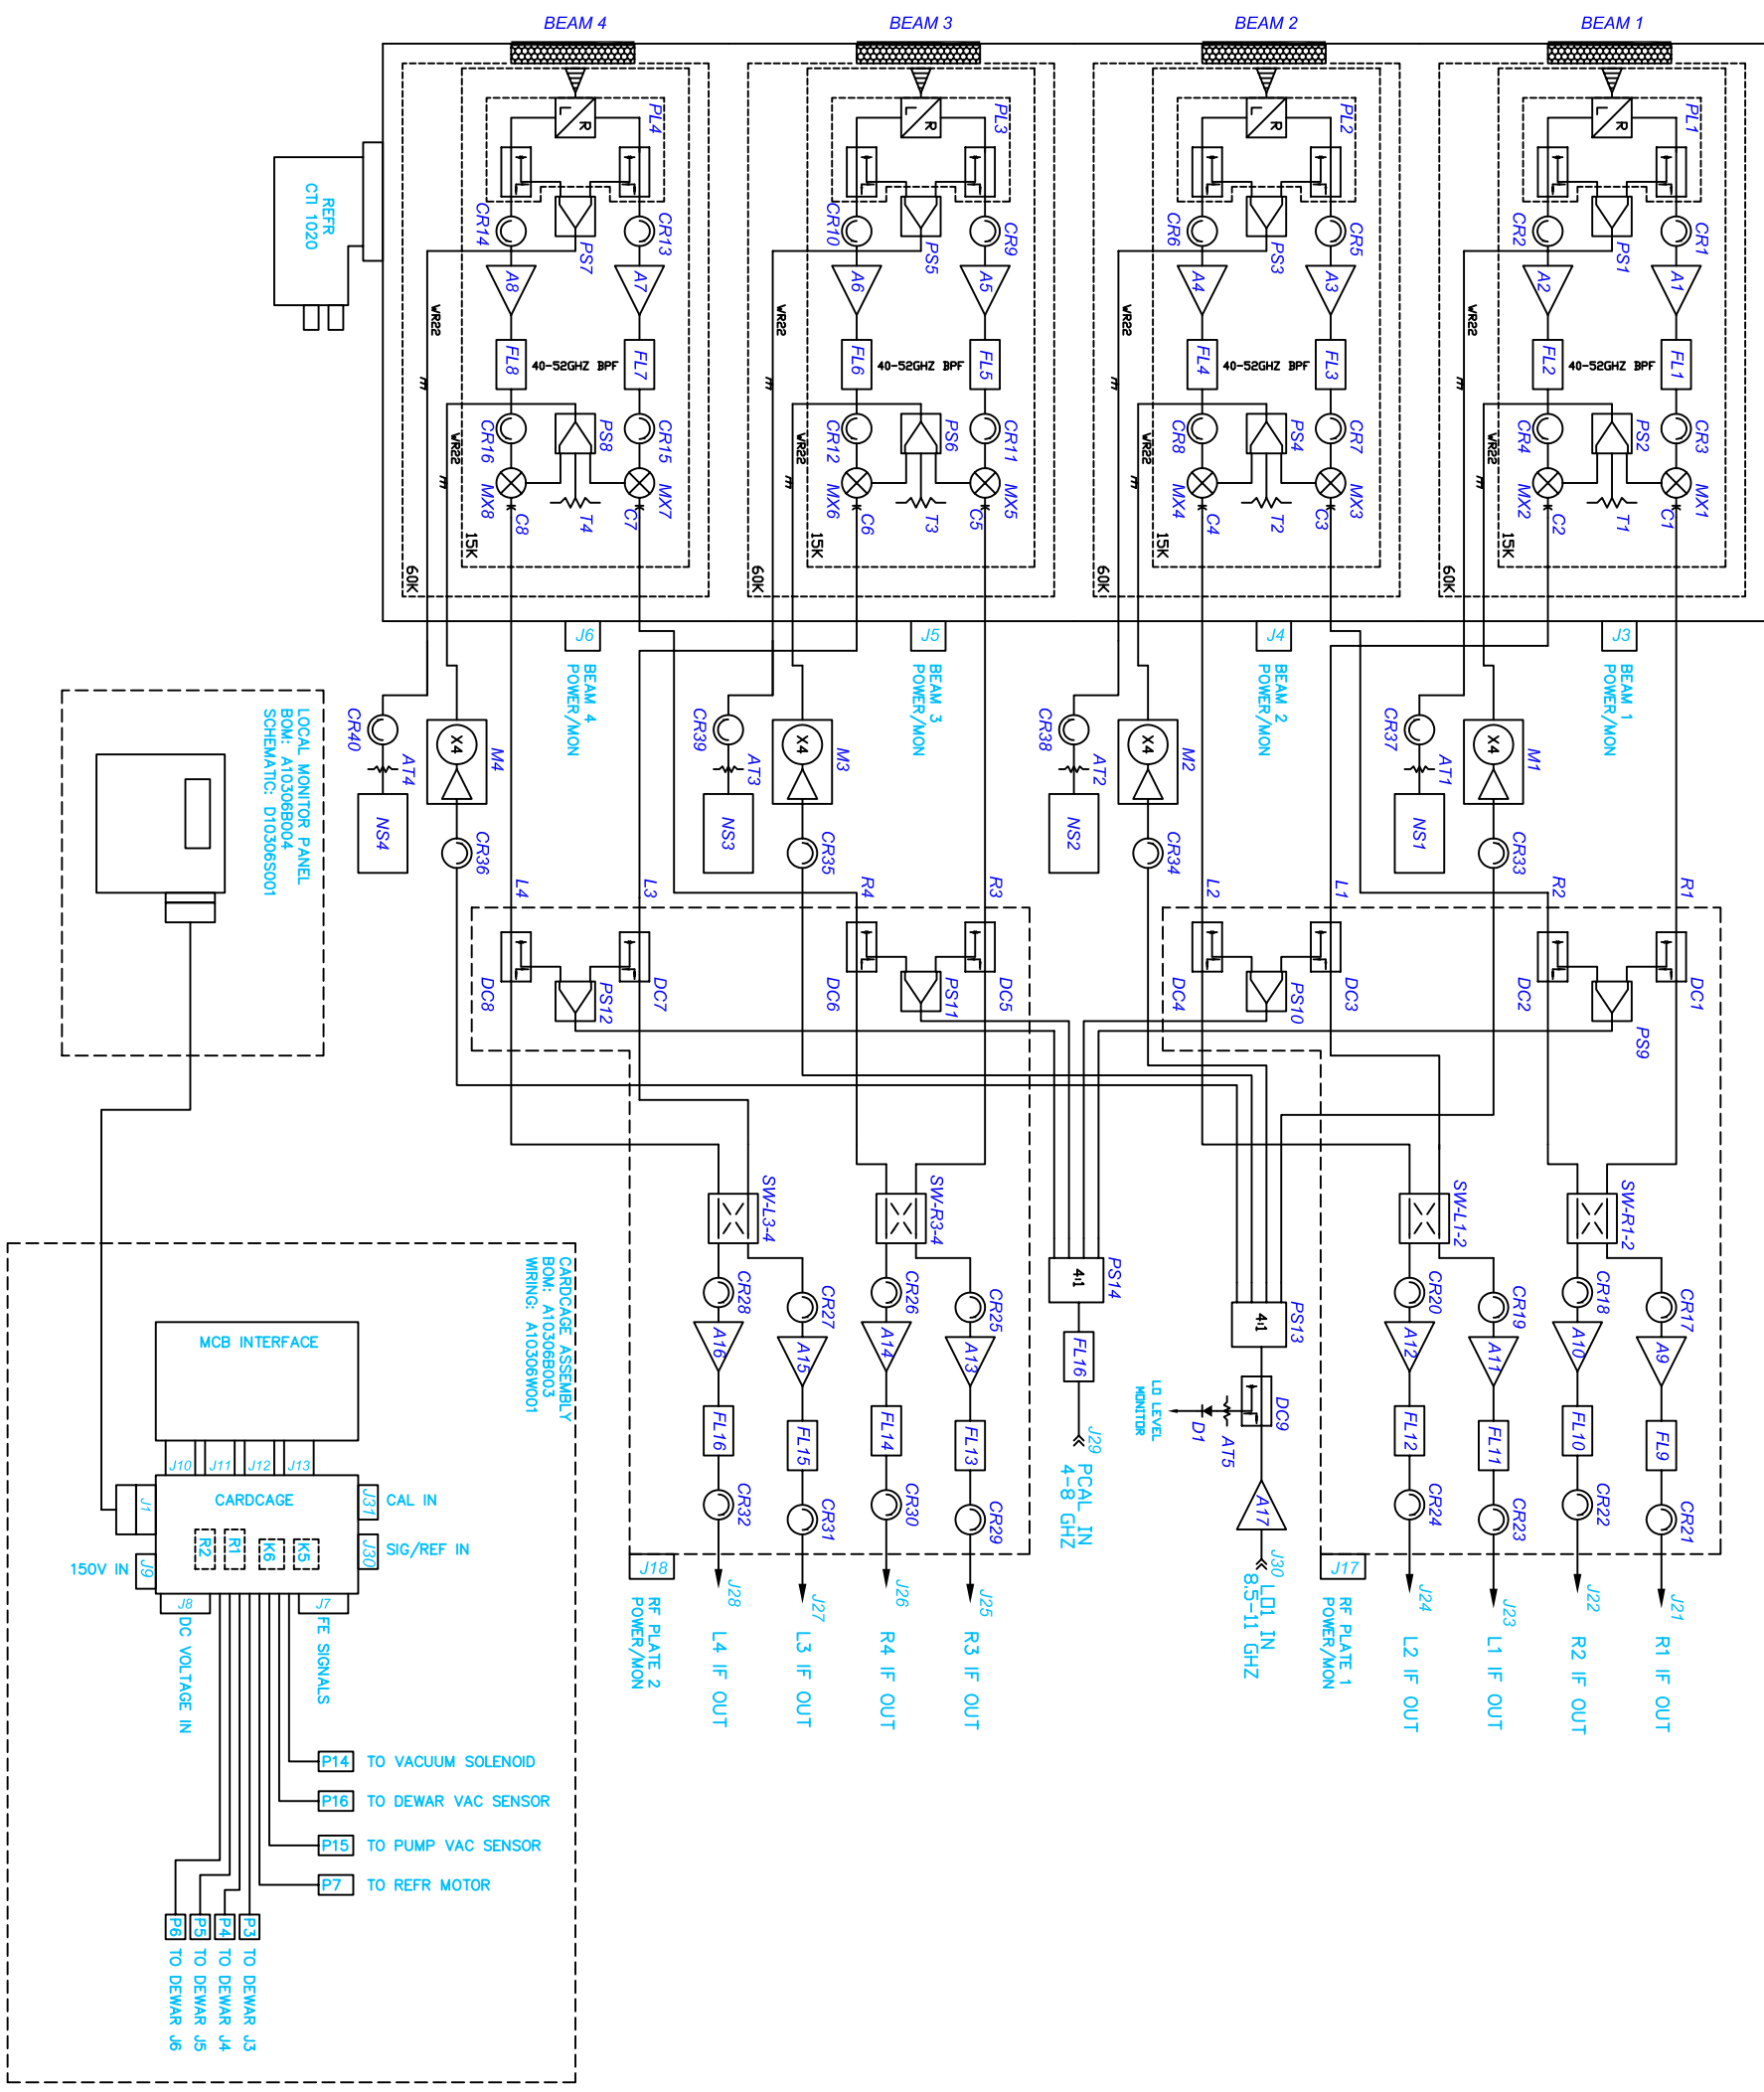 BEAM 4
BEAM 3
BEAM 2
BEAM 1
PL4
L
R
CR14
CR13
PS7
A8
A7
WR22
FL8
40-52GHZ BPF
FL7
CR16
PS8
CR15
WR22
MX8
MX7
C8
T4
C7
15K
60K
PL3
L
R
CR10
CR9
PS5
A6
A5
WR22
FL6
40-52GHZ BPF
FL5
CR12
PS6
CR11
WR22
MX6
MX5
C6
T3
C5
15K
60K
PL2
L
R
CR6
CR5
PS3
A4
A3
WR22
FL4
40-52GHZ BPF
FL3
CR8
PS4
CR7
WR22
MX4
MX3
C4
T2
C3
15K
60K
PL1
L
R
CR2
CR1
PS1
A2
A1
WR22
FL2
40-52GHZ BPF
FL1
CR4
PS2
CR3
WR22
MX2
MX1
C2
T1
C1
15K
60K
REFR
CTI 1020
J6
BEAM 4
POWER/MON
J5
BEAM 3
POWER/MON
J4
BEAM 2
POWER/MON
J3
BEAM 1
POWER/MON
CR40
AT4
NS4
M4
X4
CR36
CR39
AT3
NS3
M3
X4
CR35
CR38
AT2
NS2
M2
X4
CR34
CR37
AT1
NS1
M1
X4
CR33
LOCAL MONITOR PANEL
BOM: A10306B004
SCHEMATIC: D10306S001
L4
L3
R4
R3
L2
L1
R2
R1
DC8
PS12
DC7
DC6
PS11
DC5
DC4
PS10
DC3
DC2
PS9
DC1
SW-L3-4
SW-R3-4
SW-L1-2
SW-R1-2
PS14
4:1
PS13
4:1
CR28
CR27
CR26
CR25
CR20
CR19
CR18
CR17
A16
A15
A14
A13
A12
A11
A10
A9
FL16
FL15
FL14
FL13
FL16
FL12
FL11
FL10
FL9
CR32
CR31
CR30
CR29
CR24
CR23
CR22
CR21
DC9
AT5
D1
LO LEVEL
MONITOR
A17
J29
PCAL IN
4-8 GHZ
J30
LO1 IN
8.5-11 GHZ
J18
RF PLATE 2
POWER/MON
J17
RF PLATE 1
POWER/MON
J28
L4 IF OUT
J27
L3 IF OUT
J26
R4 IF OUT
J25
R3 IF OUT
J24
L2 IF OUT
J23
L1 IF OUT
J22
R2 IF OUT
J21
R1 IF OUT
CARDCAGE ASSEMBLY
BOM: A10306B003
WIRING: A10306W001
MCB INTERFACE
J10
J11
J12
J13
CARDCAGE
J1
J31
CAL IN
R2
R1
K6
K5
J30
SIG/REF IN
150V IN
J9
J8
DC VOLTAGE IN
J7
FE SIGNALS
P14
TO VACUUM SOLENOID
P16
TO DEWAR VAC SENSOR
P15
TO PUMP VAC SENSOR
P7
TO REFR MOTOR
P6 TO DEWAR J6
P5 TO DEWAR J5
P4 TO DEWAR J4
P3 TO DEWAR J3